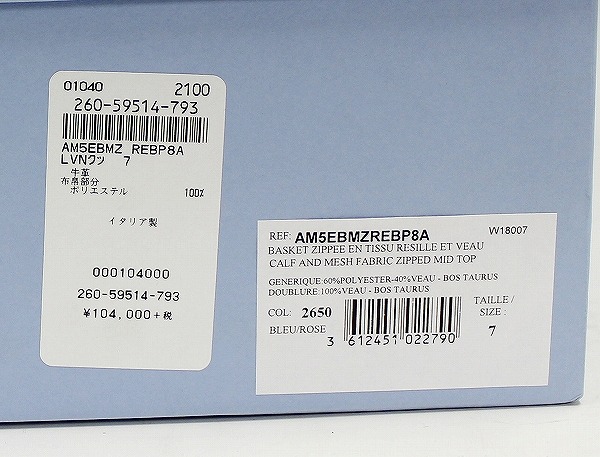 01040 2100
260-59514-793
AM5EBMZ REBP8A
LVNクツ 7
牛革
布帛部分
ポリエステル 100%
イタリア製
000104000
260-59514-793
¥104,000+税
REF: AM5EBMZREBP8A W18007
BASKET ZIPPEE EN TISSU RESILLE ET VEAU
CALF AND MESH FABRIC ZIPPED MID TOP
GENERIQUE:60%POLYESTER-40%VEAU - BOS TAURUS
DOUBLURE:100%VEAU - BOS TAURUS
COL: 2650
BLEU/ROSE
TAILLE /
SIZE :
7
3 612451 022790